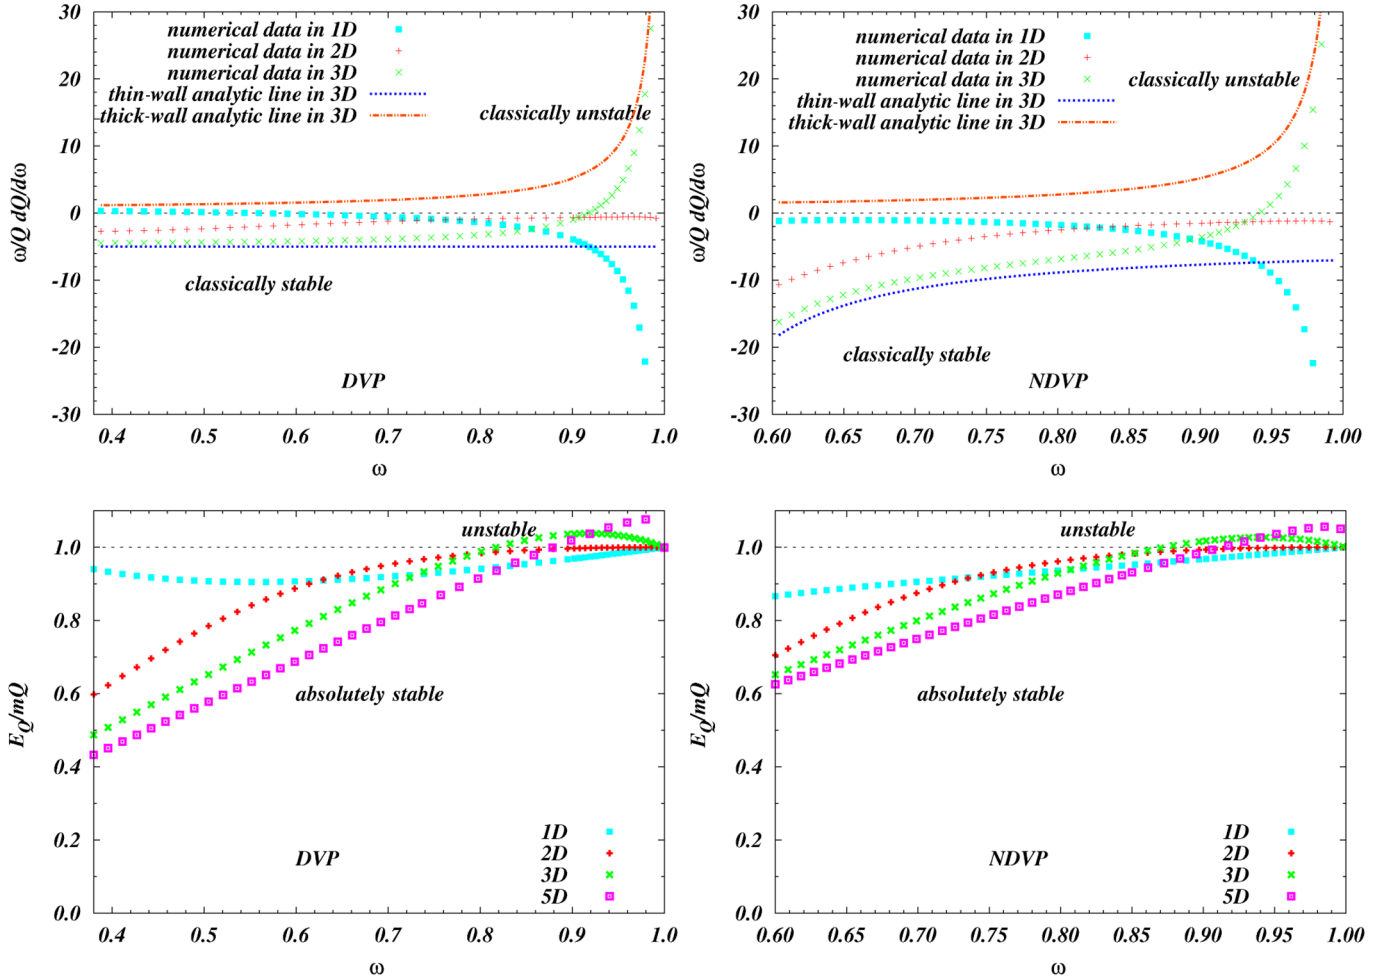 30
20
10
0
-10
-20
-30
ω/Q dQ/dω
numerical data in 1D
numerical data in 2D
numerical data in 3D
thin-wall analytic line in 3D
thick-wall analytic line in 3D
classically unstable
classically stable
DVP
0.4 0.5 0.6 0.7 0.8 0.9 1.0
ω
30
20
10
0
-10
-20
-30
ω/Q dQ/dω
numerical data in 1D
numerical data in 2D
numerical data in 3D
thin-wall analytic line in 3D
thick-wall analytic line in 3D
classically unstable
classically stable
NDVP
0.60 0.65 0.70 0.75 0.80 0.85 0.90 0.95 1.00
ω
1.0
0.8
0.6
0.4
0.2
0.0
E_Q/mQ
unstable
absolutely stable
DVP
1D
2D
3D
5D
0.4 0.5 0.6 0.7 0.8 0.9 1.0
ω
1.0
0.8
0.6
0.4
0.2
0.0
E_Q/mQ
unstable
absolutely stable
NDVP
1D
2D
3D
5D
0.60 0.65 0.70 0.75 0.80 0.85 0.90 0.95 1.00
ω